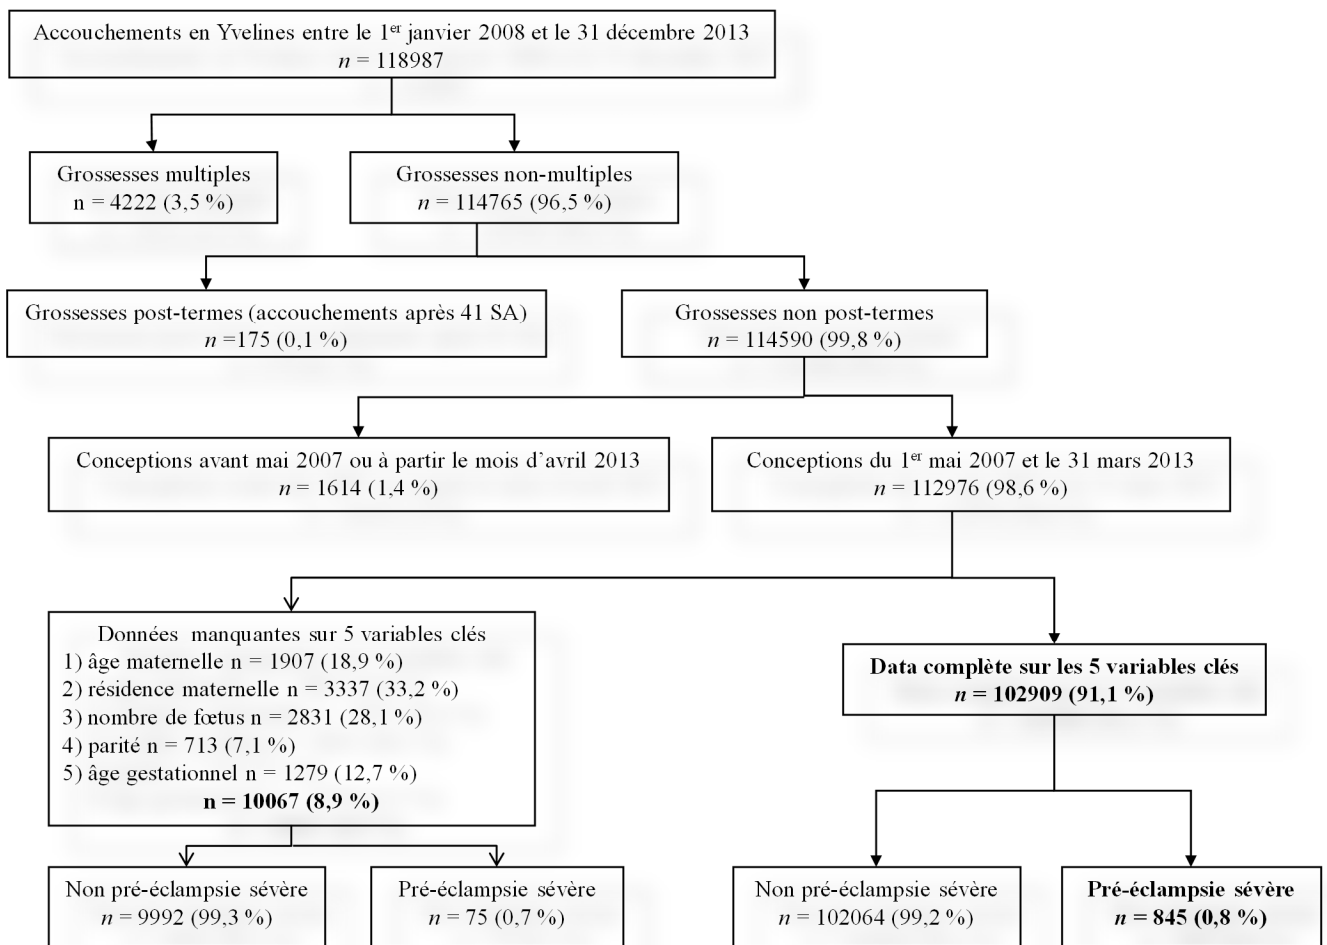 Accouchements en Yvelines entre le 1er janvier 2008 et le 31 décembre 2013
n = 118987
Grossesses multiples
n = 4222 (3,5 %)
Grossesses non-multiples
n = 114765 (96,5 %)
Grossesses post-termes (accouchements après 41 SA)
n =175 (0,1 %)
Grossesses non post-termes
n = 114590 (99,8 %)
Conceptions avant mai 2007 ou à partir le mois d’avril 2013
n = 1614 (1,4 %)
Conceptions du 1er mai 2007 et le 31 mars 2013
n = 112976 (98,6 %)
Données manquantes sur 5 variables clés
1) âge maternelle n = 1907 (18,9 %)
2) résidence maternelle n = 3337 (33,2 %)
3) nombre de fœtus n = 2831 (28,1 %)
4) parité n = 713 (7,1 %)
5) âge gestationnel n = 1279 (12,7 %)
n = 10067 (8,9 %)
Data complète sur les 5 variables clés
n = 102909 (91,1 %)
Non pré-éclampsie sévère
n = 9992 (99,3 %)
Pré-éclampsie sévère
n = 75 (0,7 %)
Non pré-éclampsie sévère
n = 102064 (99,2 %)
Pré-éclampsie sévère
n = 845 (0,8 %)